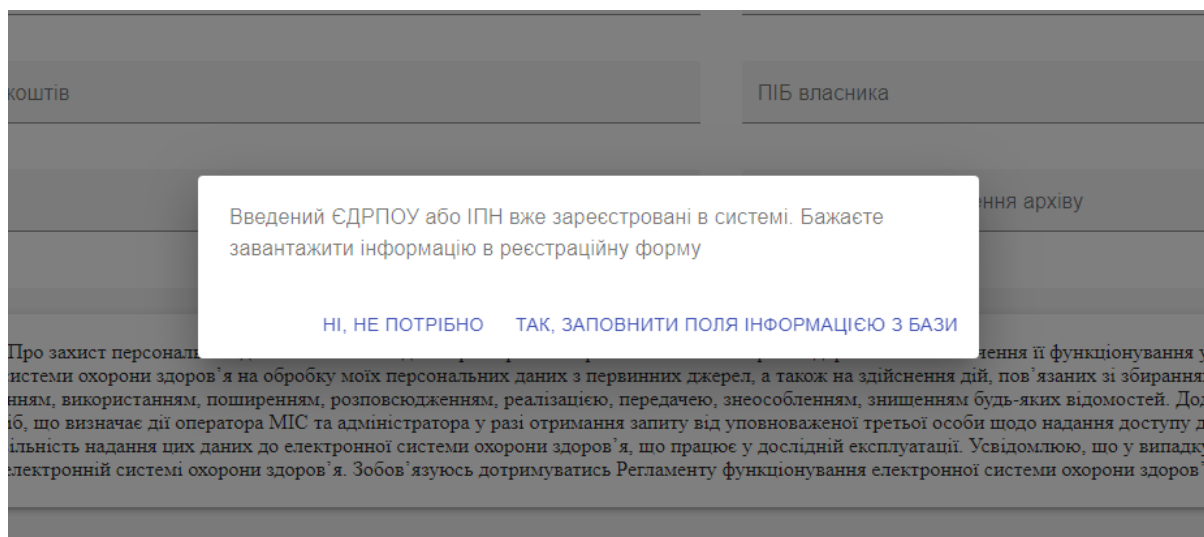 коштів
ПІБ власника
ення архіву
Введений ЄДРПОУ або ІПН вже зареєстровані в системі. Бажаєте
завантажити інформацію в реєстраційну форму
НІ, НЕ ПОТРІБНО ТАК, ЗАПОВНИТИ ПОЛЯ ІНФОРМАЦІЄЮ З БАЗИ
Про захист персональ чення її функціонування у
системи охорони здоров’я на обробку моїх персональних даних з первинних джерел, а також на здійснення дій, пов’язаних зі збирання
нням, використанням, поширенням, розповсюдженням, реалізацією, передачею, знеособленням, знищенням будь-яких відомостей. Дод
іб, що визначає дії оператора МІС та адміністратора у разі отримання запиту від уповноваженої третьої особи щодо надання доступу д
ільність надання цих даних до електронної системи охорони здоров’я, що працює у дослідній експлуатації. Усвідомлюю, що у випадку
електронній системі охорони здоров’я. Зобов’язуюсь дотримуватись Регламенту функціонування електронної системи охорони здоров’